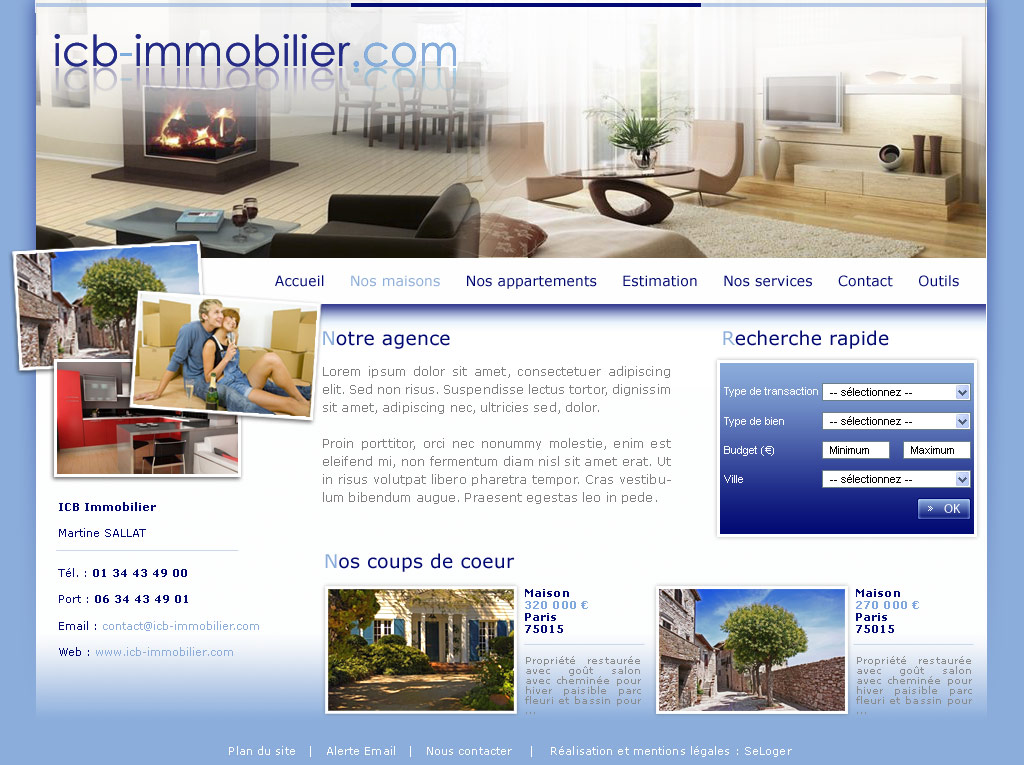 icb-immobilier.com
Accueil Nos maisons Nos appartements Estimation Nos services Contact Outils
Notre agence
Lorem ipsum dolor sit amet, consectetuer adipiscing
elit. Sed non risus. Suspendisse lectus tortor, dignissim
sit amet, adipiscing nec, ultricies sed, dolor.
Proin porttitor, orci nec nonummy molestie, enim est
eleifend mi, non fermentum diam nisl sit amet erat. Ut
in risus volutpat libero pharetra tempor. Cras vestibu-
lum bibendum augue. Praesent egestas leo in pede.
Recherche rapide
Type de transaction -- sélectionnez --
Type de bien -- sélectionnez --
Budget (€) Minimum Maximum
Ville -- sélectionnez --
» OK
ICB Immobilier
Martine SALLAT
Tél. : 01 34 43 49 00
Port : 06 34 43 49 01
Email : contact@icb-immobilier.com
Web : www.icb-immobilier.com
Nos coups de coeur
Maison
320 000 €
Paris
75015
Propriété restaurée
avec goût salon
avec cheminée pour
hiver paisible parc
fleuri et bassin pour
...
Maison
270 000 €
Paris
75015
Propriété restaurée
avec goût salon
avec cheminée pour
hiver paisible parc
fleuri et bassin pour
...
Plan du site | Alerte Email | Nous contacter | Réalisation et mentions légales : SeLoger